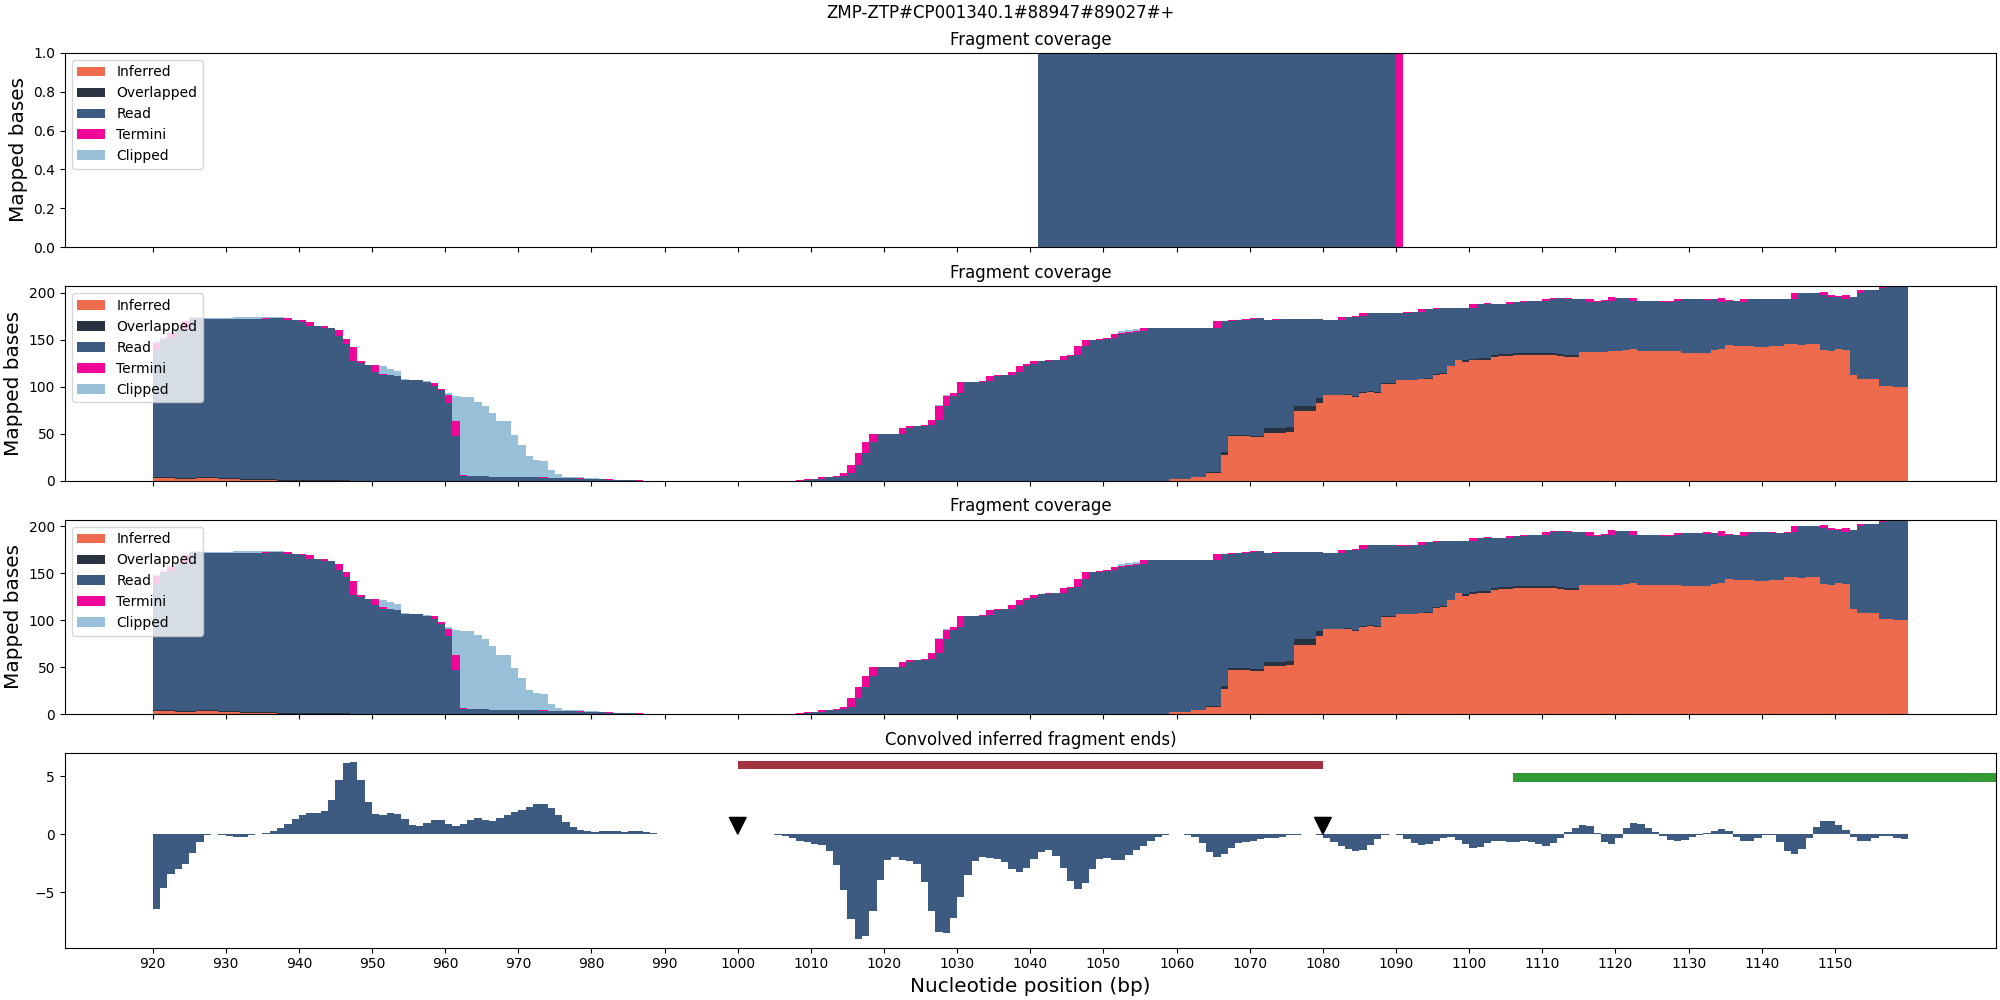 ZMP-ZTP#CP001340.1#88947#89027#+
Fragment coverage
Mapped bases
1.0
0.8
0.6
0.4
0.2
0.0
Inferred
Overlapped
Read
Termini
Clipped
Fragment coverage
Mapped bases
200
150
100
50
0
Inferred
Overlapped
Read
Termini
Clipped
Fragment coverage
Mapped bases
200
150
100
50
0
Inferred
Overlapped
Read
Termini
Clipped
Convolved inferred fragment ends)
5
0
−5
920 930 940 950 960 970 980 990 1000 1010 1020 1030 1040 1050 1060 1070 1080 1090 1100 1110 1120 1130 1140 1150
Nucleotide position (bp)